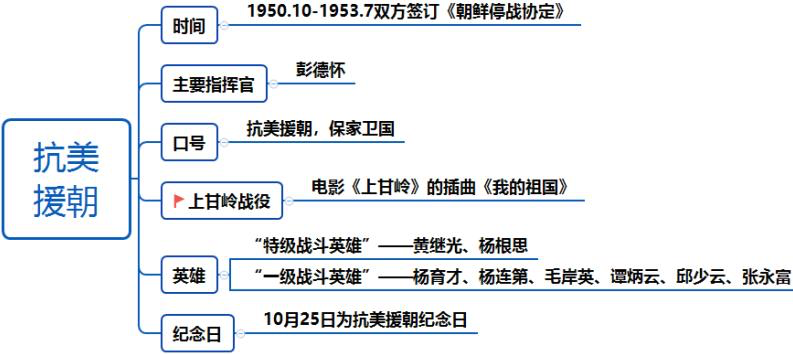 抗美
援朝
时间
1950.10-1953.7双方签订《朝鲜停战协定》
主要指挥官
彭德怀
口号
抗美援朝，保家卫国
上甘岭战役
电影《上甘岭》的插曲《我的祖国》
英雄
“特级战斗英雄”——黄继光、杨根思
“一级战斗英雄”——杨育才、杨连第、毛岸英、谭炳云、邱少云、张永富
纪念日
10月25日为抗美援朝纪念日